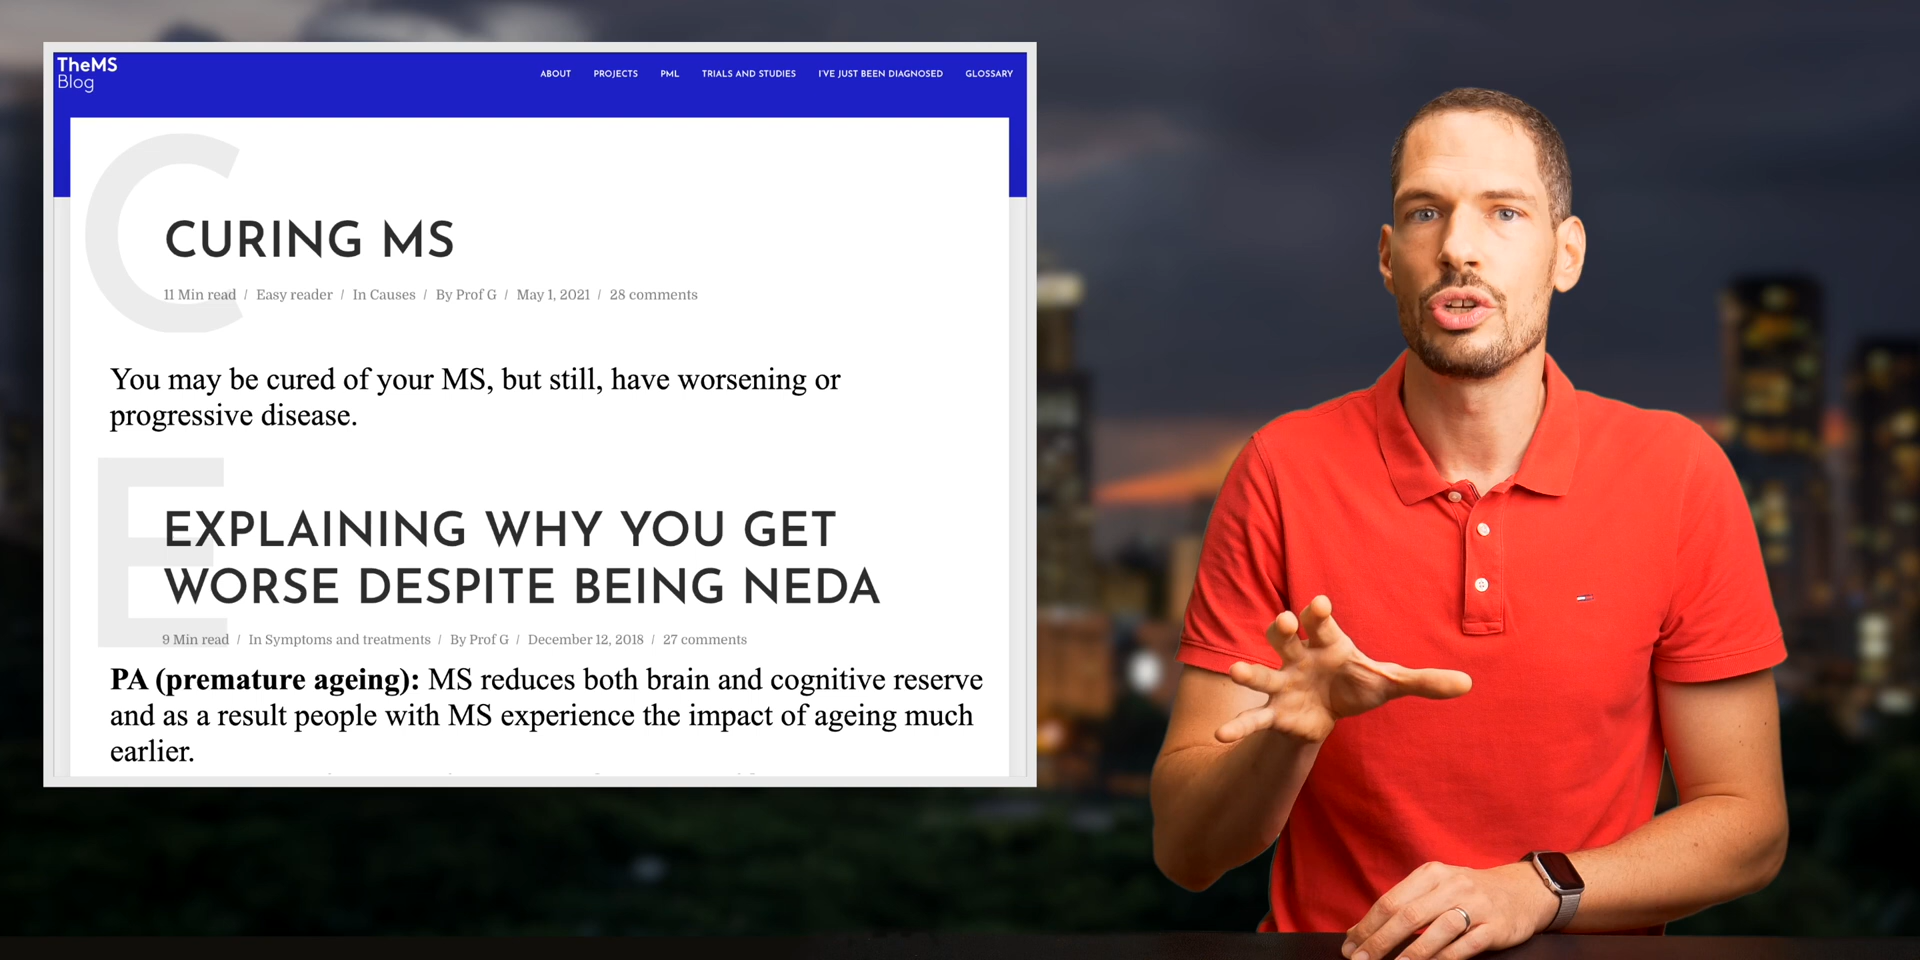 TheMS
Blog
ABOUT PROJECTS PML TRIALS AND STUDIES I'VE JUST BEEN DIAGNOSED GLOSSARY
C
CURING MS
11 Min read / Easy reader / In Causes / By Prof G / May 1, 2021 / 28 comments
You may be cured of your MS, but still, have worsening or
progressive disease.
E
EXPLAINING WHY YOU GET
WORSE DESPITE BEING NEDA
9 Min read / In Symptoms and treatments / By Prof G / December 12, 2018 / 27 comments
PA (premature ageing): MS reduces both brain and cognitive reserve
and as a result people with MS experience the impact of ageing much
earlier.